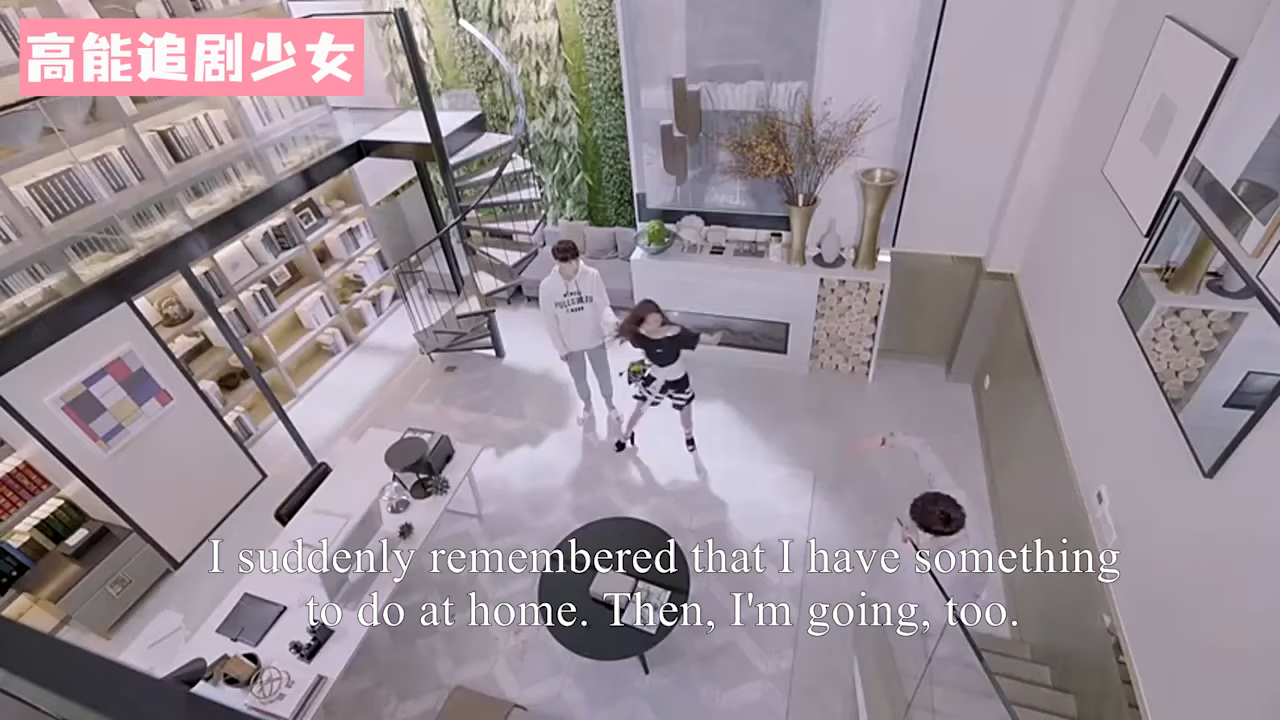 高能追剧少女
I suddenly remembered that I have something
to do at home. Then, I'm going, too.